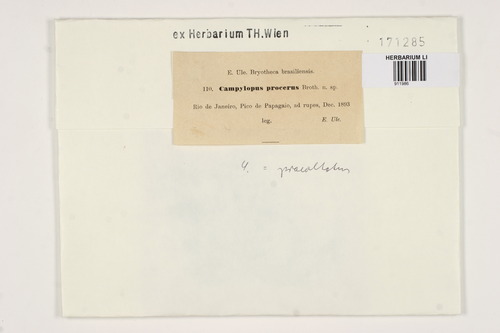 ex Herbarium TH.Wien
171285
HERBARIUM LI
E. Ule. Bryotheca brasiliensis.
110. Campylopus procerus Broth. n. sp.
Rio de Janeiro, Pico de Papagaio, ad rupes, Dec. 1893
leg. E. Ule.
=